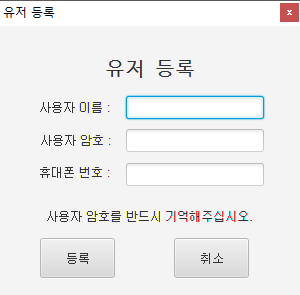 유저 등록
유저 등록
사용자 이름 :
사용자 암호 :
휴대폰 번호 :
사용자 암호를 반드시 기억해주십시오.
등록 취소